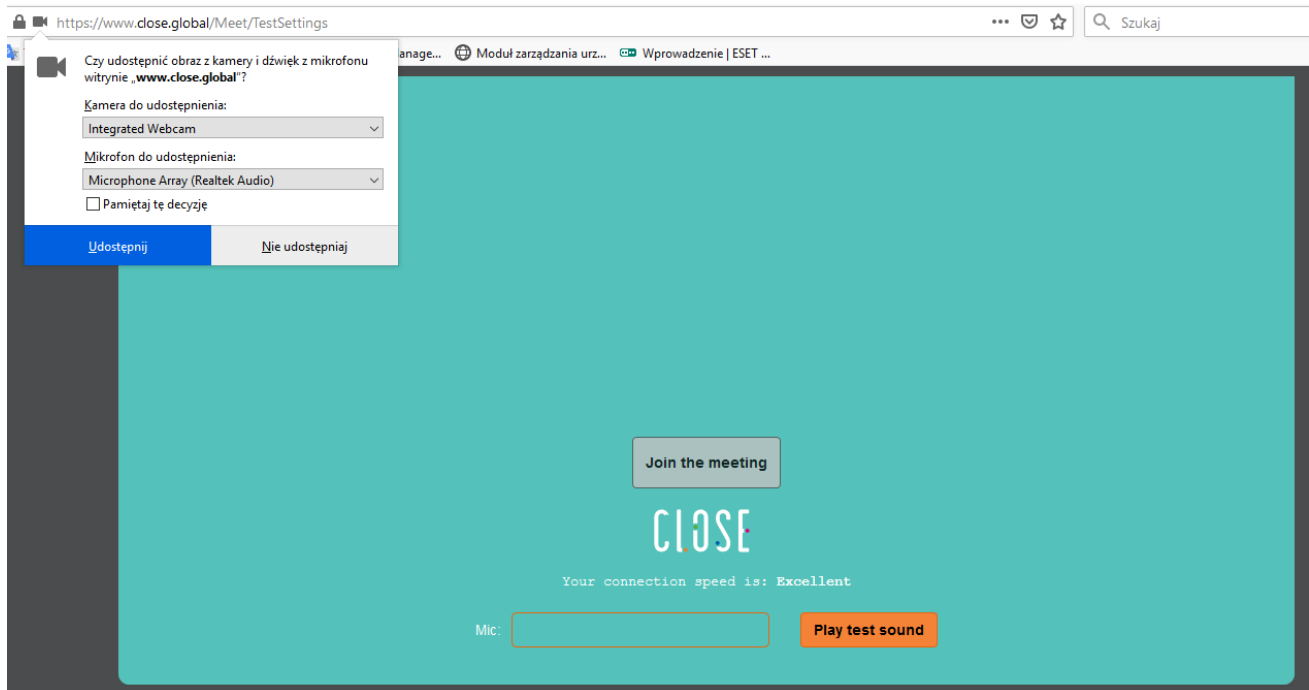 https://www.close.global/Meet/TestSettings
Szukaj
anage... Moduł zarządzania urz... Wprowadzenie | ESET ...
Czy udostępnić obraz z kamery i dźwięk z mikrofonu
witrynie „www.close.global”?
Kamera do udostępnienia:
Integrated Webcam
Mikrofon do udostępnienia:
Microphone Array (Realtek Audio)
Pamiętaj tę decyzję
Udostępnij Nie udostępniaj
Join the meeting
CLOSE
Your connection speed is: Excellent
Mic: Play test sound